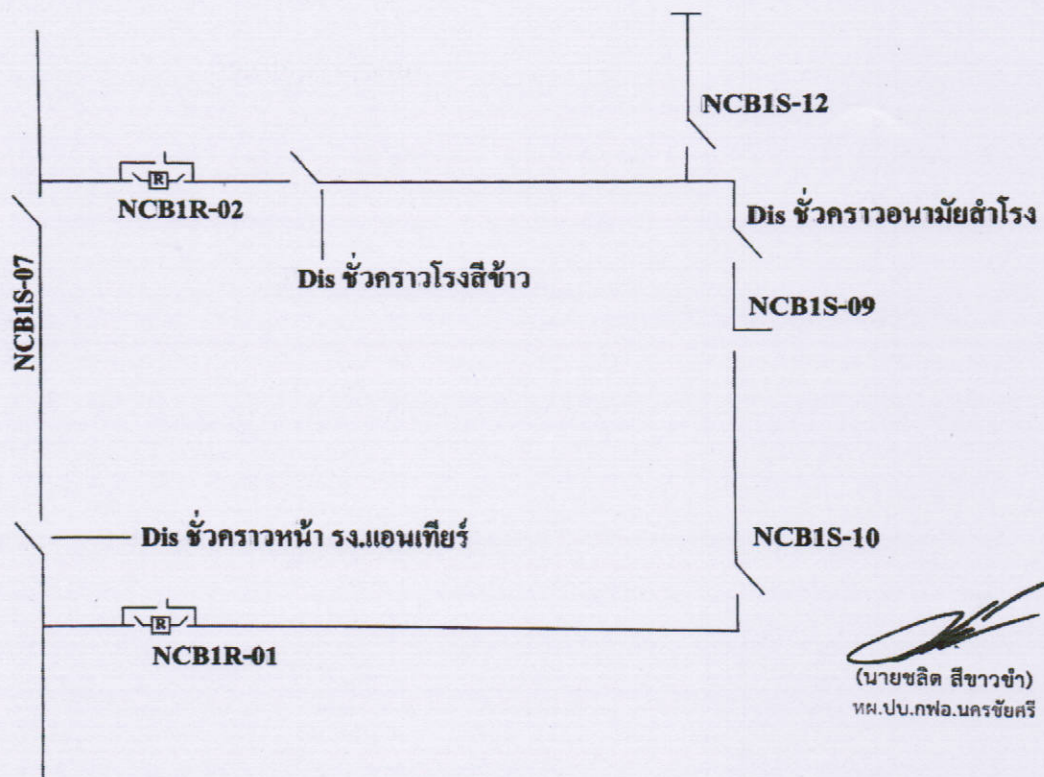 NCB1S-12
R
NCB1R-02
Dis ชั่วคราวอนามัยสำโรง
Dis ชั่วคราวโรงสีข้าว
NCB1S-07
NCB1S-09
Dis ชั่วคราวหน้า รง.แอนเทียร์
NCB1S-10
R
NCB1R-01
(นายชลิต สีขาวขำ)
หผ.ปบ.กฟอ.นครชัยศรี